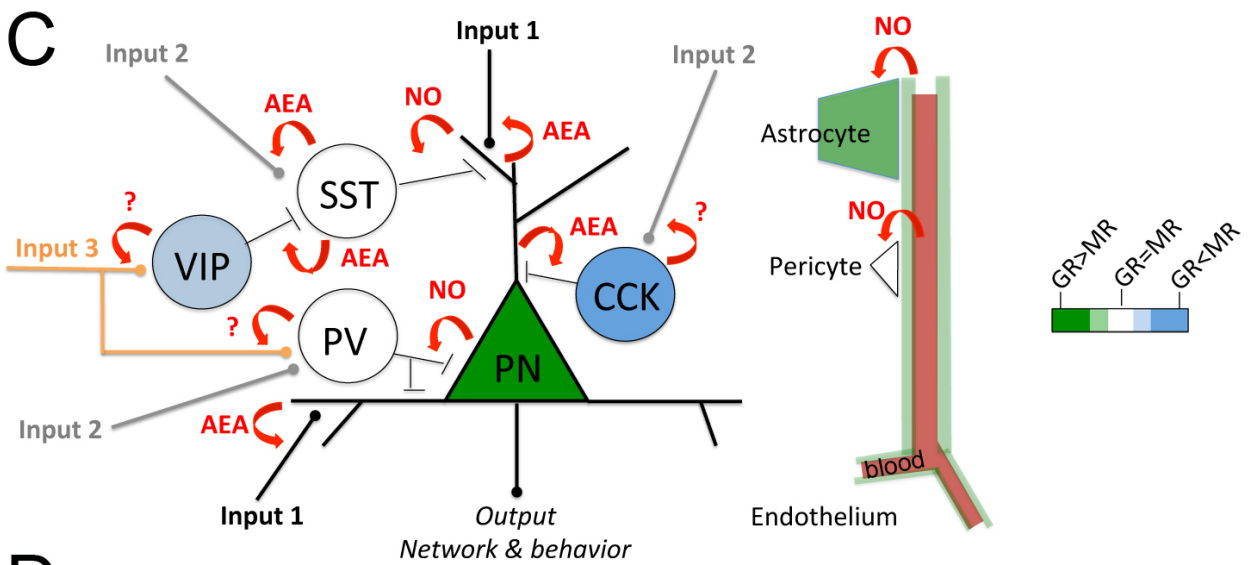 C
Input 1
NO
Input 2
Input 2
NO
AEA
AEA
Astrocyte
SST
?
?
NO
AEA
Input 3
VIP
AEA
GR>MR
GR=MR
GR<MR
Pericyte
CCK
NO
?
PV
PN
AEA
Input 2
blood
Input 1
Output
Endothelium
Network & behavior